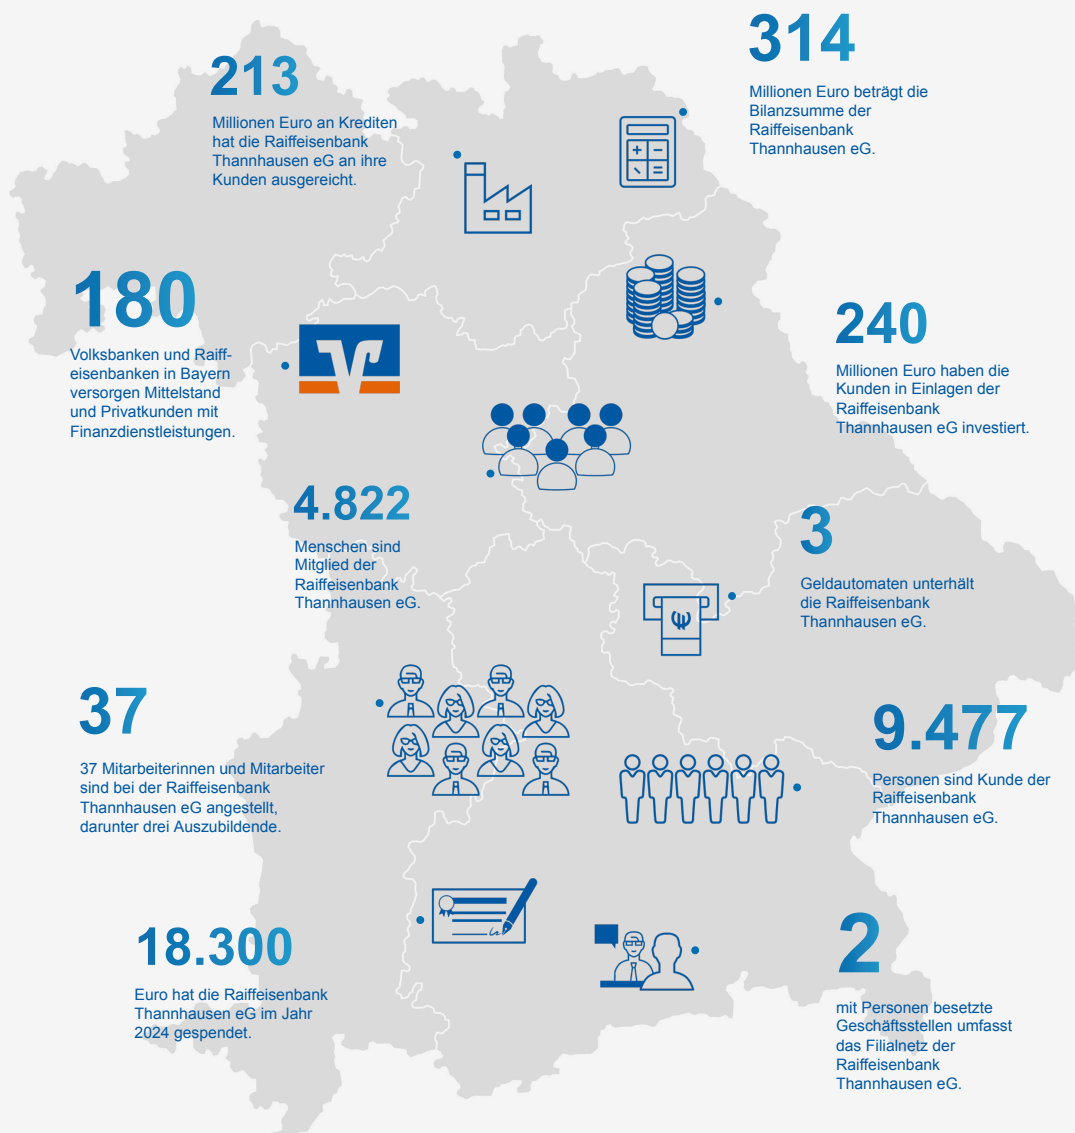 213
Millionen Euro an Krediten
hat die Raiffeisenbank
Thannhausen eG an ihre
Kunden ausgereicht.
314
Millionen Euro beträgt die
Bilanzsumme der
Raiffeisenbank
Thannhausen eG.
180
Volksbanken und Raiff-
eisenbanken in Bayern
versorgen Mittelstand
und Privatkunden mit
Finanzdienstleistungen.
240
Millionen Euro haben die
Kunden in Einlagen der
Raiffeisenbank
Thannhausen eG investiert.
4.822
Menschen sind
Mitglied der
Raiffeisenbank
Thannhausen eG.
3
Geldautomaten unterhält
die Raiffeisenbank
Thannhausen eG.
37
37 Mitarbeiterinnen und Mitarbeiter
sind bei der Raiffeisenbank
Thannhausen eG angestellt,
darunter drei Auszubildende.
9.477
Personen sind Kunde der
Raiffeisenbank
Thannhausen eG.
18.300
Euro hat die Raiffeisenbank
Thannhausen eG im Jahr
2024 gespendet.
2
mit Personen besetzte
Geschäftsstellen umfasst
das Filialnetz der
Raiffeisenbank
Thannhausen eG.